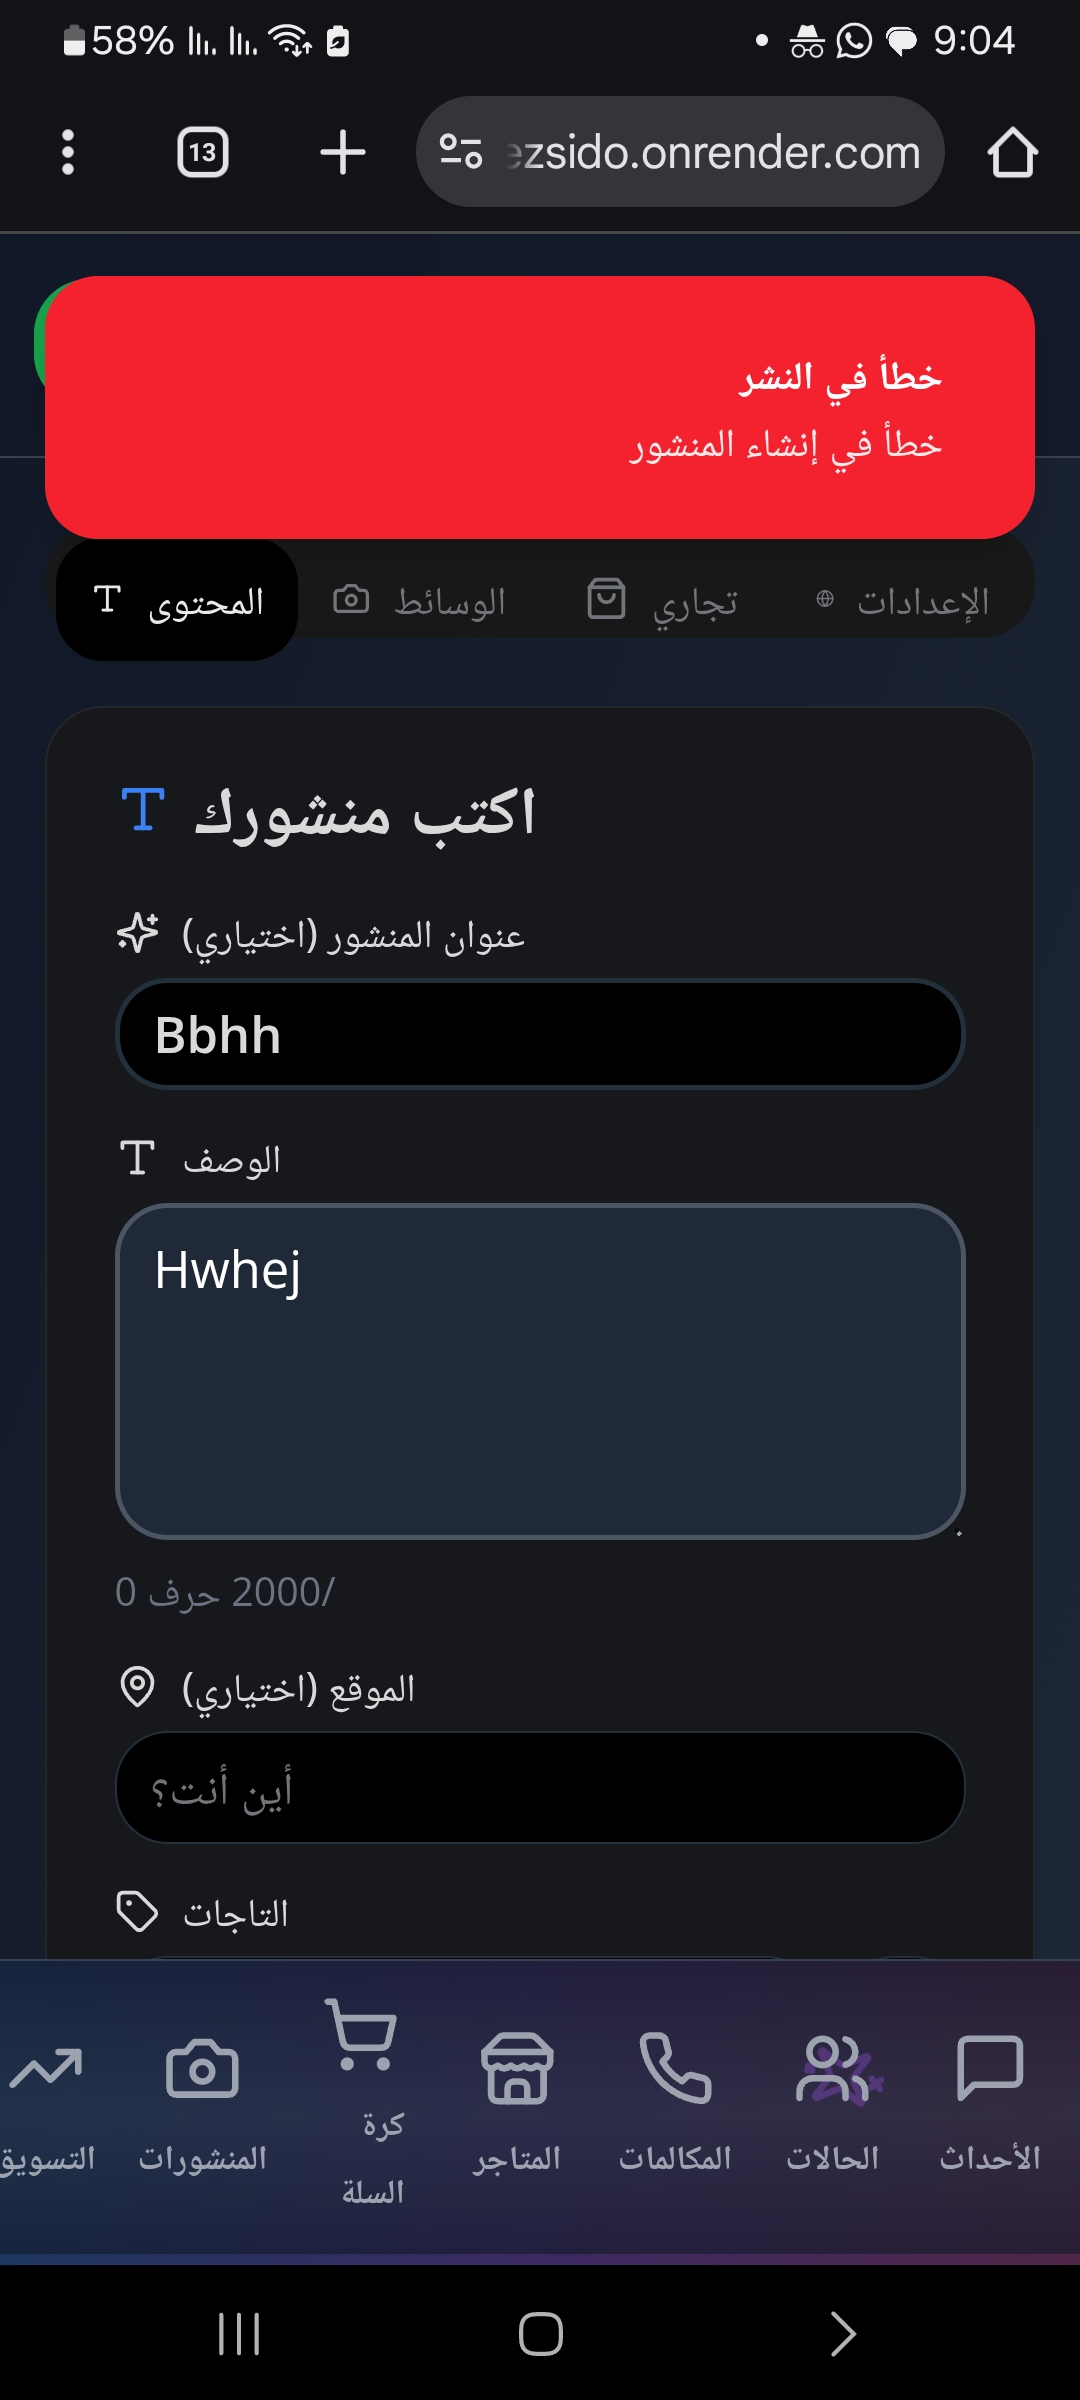 58%
9:04
13
ezsido.onrender.com
خطأ في النشر
خطأ في إنشاء المنشور
المحتوى
الوسائط
تجاري
الإعدادات
اكتب منشورك
عنوان المنشور (اختياري)
Bbhh
الوصف
Hwhej
0 حرف 2000/
الموقع (اختياري)
أين أنت؟
التاجات
التسويق
المنشورات
كرة
السلة
المتاجر
المكالمات
الحالات
الأحداث